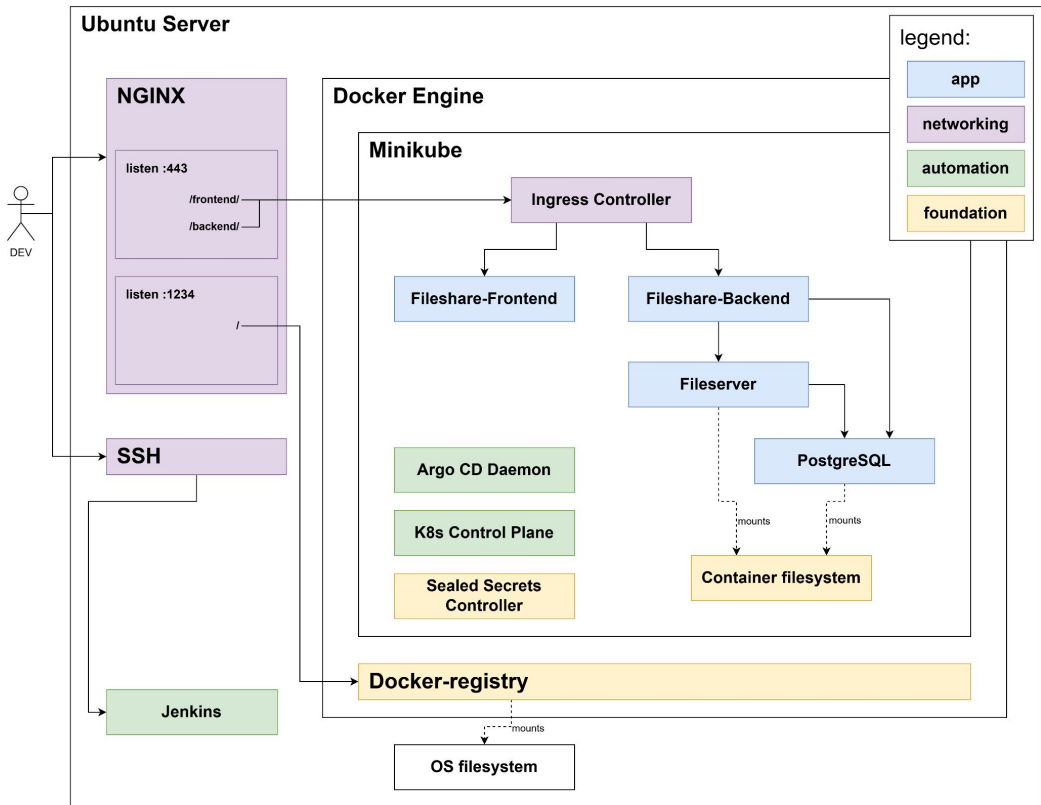 Ubuntu Server
legend:
app
networking
automation
foundation
NGINX
listen :443
/frontend/
/backend/
listen :1234
/
DEV
SSH
Jenkins
Docker Engine
Minikube
Ingress Controller
Fileshare-Frontend
Fileshare-Backend
Fileserver
PostgreSQL
Argo CD Daemon
K8s Control Plane
Sealed Secrets
Controller
mounts
mounts
Container filesystem
Docker-registry
mounts
OS filesystem